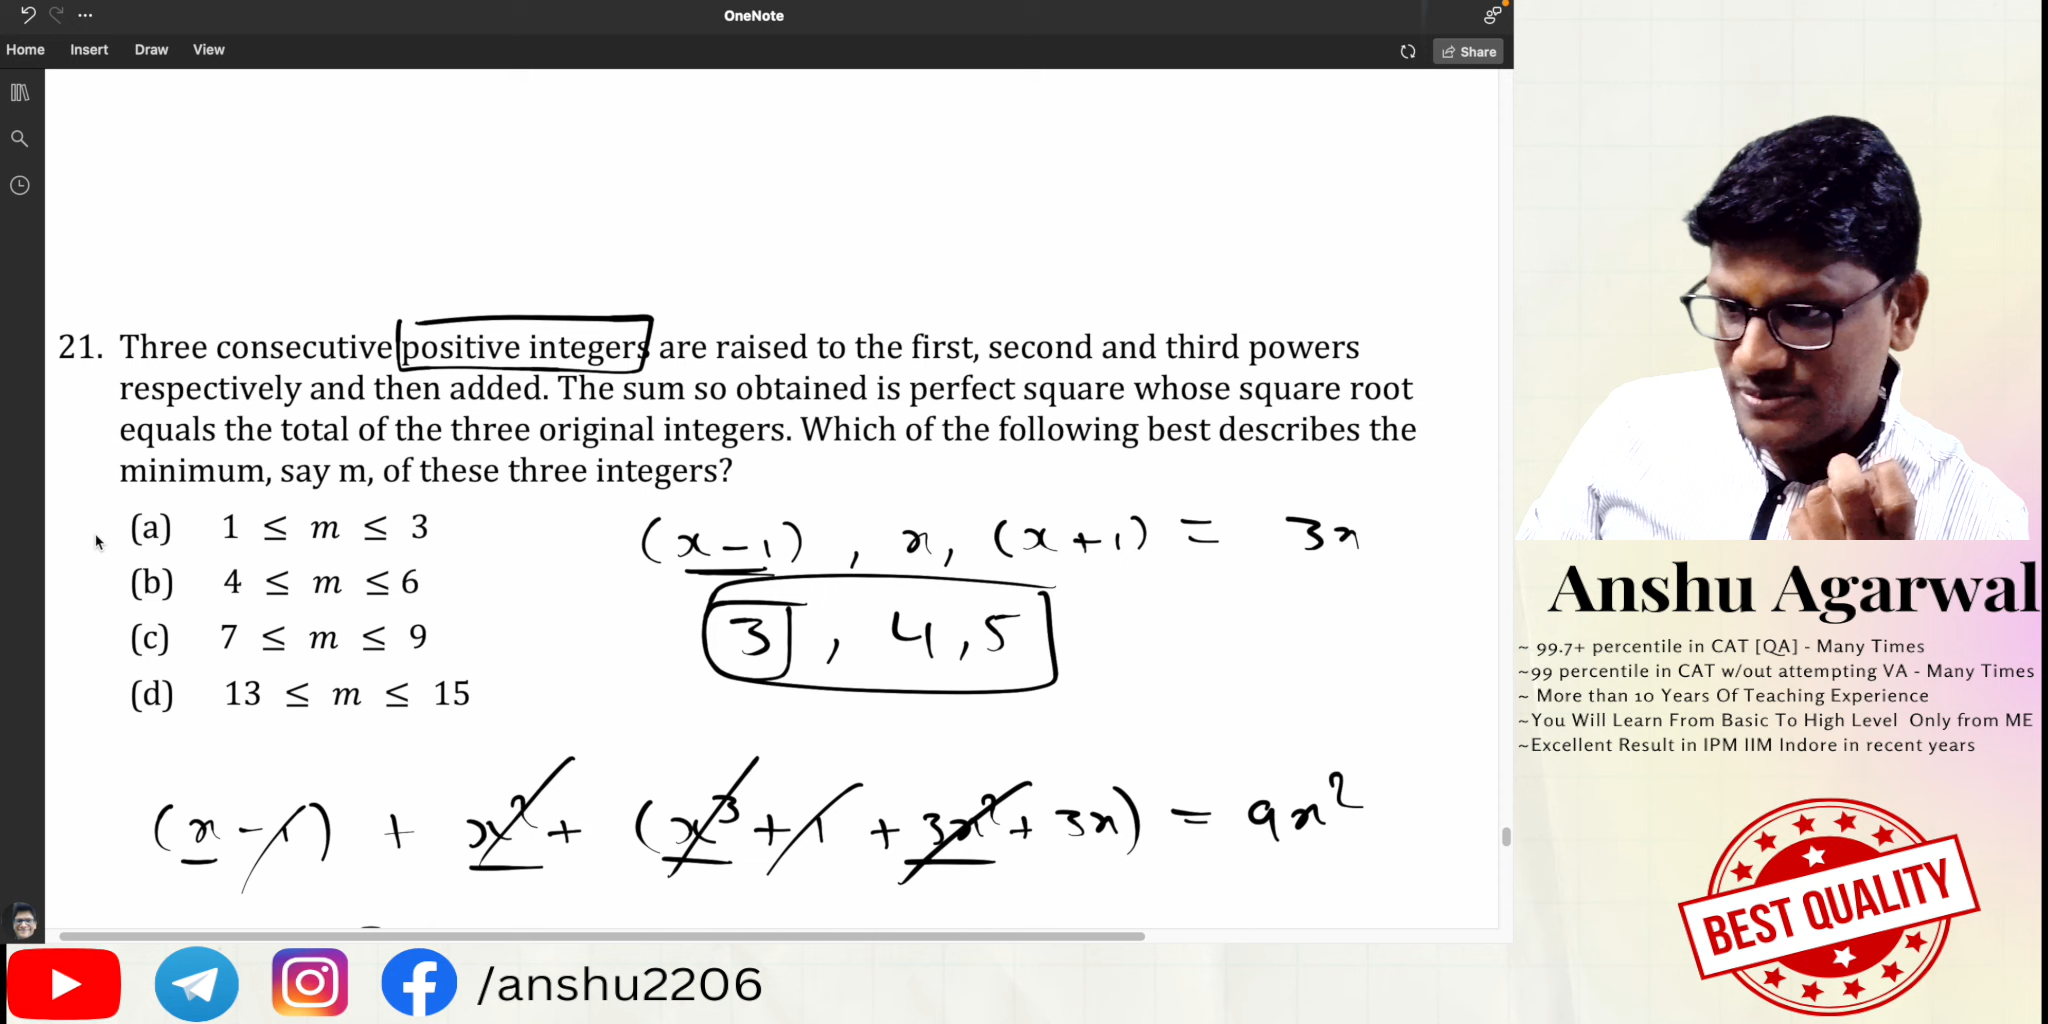 OneNote
Home Insert Draw View
Share
21. Three consecutive positive integers are raised to the first, second and third powers
respectively and then added. The sum so obtained is perfect square whose square root
equals the total of the three original integers. Which of the following best describes the
minimum, say m, of these three integers?
(a) 1 ≤ m ≤ 3
(b) 4 ≤ m ≤ 6
(c) 7 ≤ m ≤ 9
(d) 13 ≤ m ≤ 15
(x-1), x, (x+1) = 3x
3, 4, 5
(x-1) + x² + (x³ + 1 + 3x² + 3x) = 9x²
Anshu Agarwal
~ 99.7+ percentile in CAT [QA] - Many Times
~99 percentile in CAT w/out attempting VA - Many Times
~ More than 10 Years Of Teaching Experience
~You Will Learn From Basic To High Level Only from ME
~Excellent Result in IPM IIM Indore in recent years
BEST QUALITY
/anshu2206